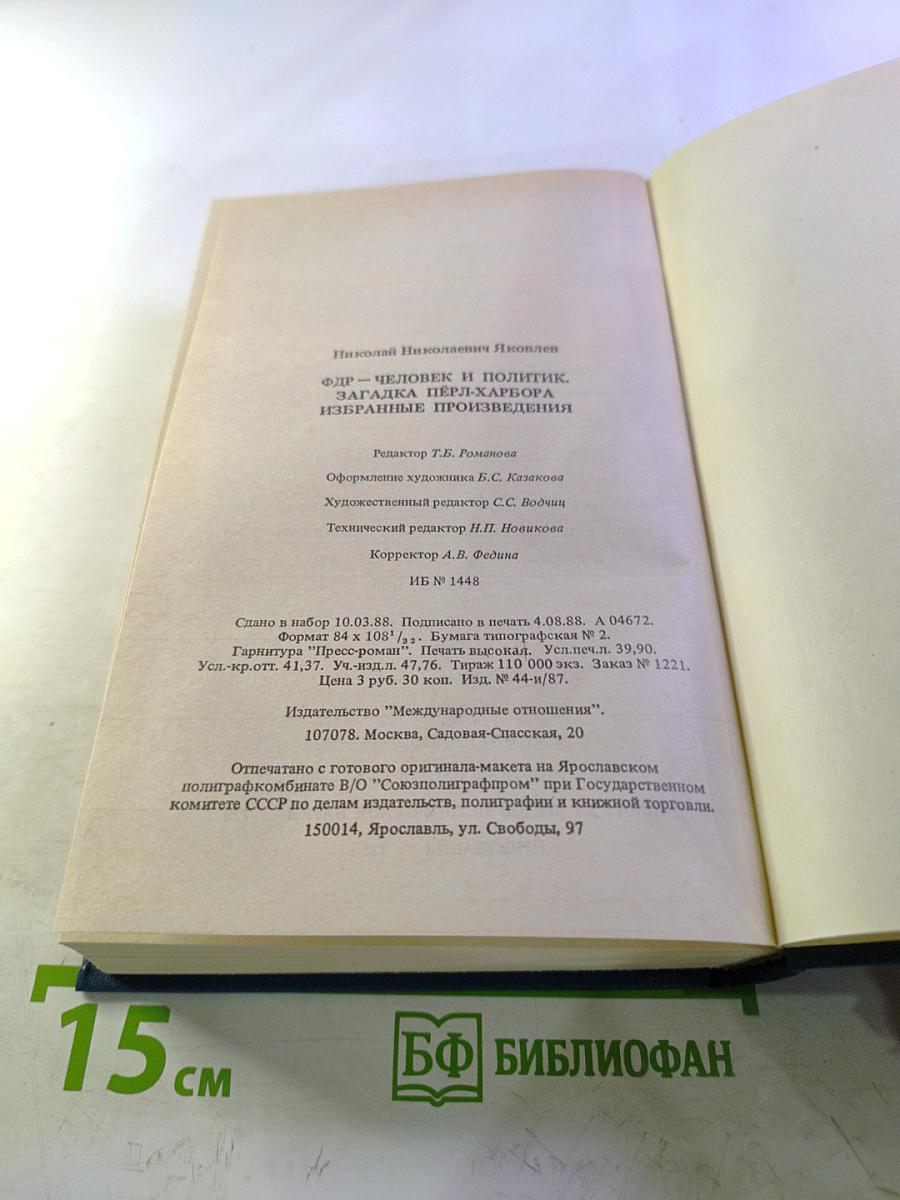 Николай Николаевич Яковлев
ФДР — ЧЕЛОВЕК И ПОЛИТИК.
ЗАГАДКА ПЁРЛ-ХАРБОРА
ИЗБРАННЫЕ ПРОИЗВЕДЕНИЯ
Редактор Т.Б. Романова
Оформление художника Б.С. Казакова
Художественный редактор С.С. Водчиц
Технический редактор Н.П. Новикова
Корректор А.В. Федина
ИБ № 1448
Сдано в набор 10.03.88. Подписано в печать 4.08.88. А 04672.
Формат 84 х 108¹/₃₂. Бумага типографская № 2.
Гарнитура "Пресс-роман". Печать высокая. Усл.печ.л. 39,90.
Усл.-кр.отт. 41,37. Уч.-изд.л. 47,76. Тираж 110 000 экз. Заказ № 1221.
Цена 3 руб. 30 коп. Изд. № 44-и/87.
Издательство "Международные отношения".
107078. Москва, Садовая-Спасская, 20
Отпечатано с готового оригинала-макета на Ярославском
полиграфкомбинате В/О "Союзполиграфпром" при Государственном
комитете СССР по делам издательств, полиграфии и книжной торговли.
150014, Ярославль, ул. Свободы, 97
15 см
БФ БИБЛИОФАН